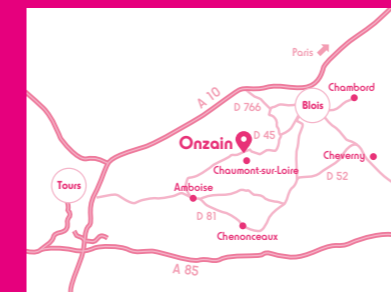 Paris
Chambord
A 10
D 766
Blois
Onzain
D 45
Chaumont-sur-Loire
Cheverny
D 52
Tours
Amboise
D 81
Chenonceaux
A 85